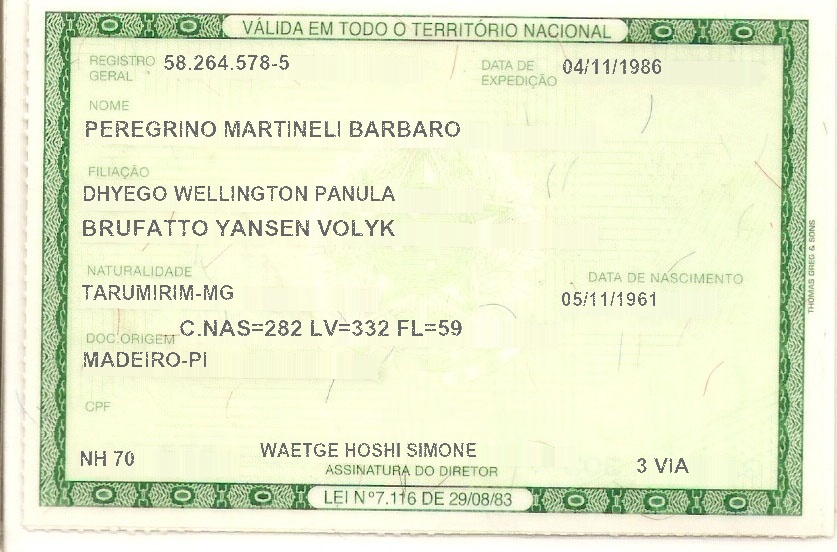 VÁLIDA EM TODO O TERRITÓRIO NACIONAL
REGISTRO GERAL 58.264.578-5 DATA DE EXPEDIÇÃO 04/11/1986
NOME
PEREGRINO MARTINELI BARBARO
FILIAÇÃO
DHYEGO WELLINGTON PANULA
BRUFATTO YANSEN VOLYK
NATURALIDADE DATA DE NASCIMENTO
TARUMIRIM-MG 05/11/1961
DOC.ORIGEM C.NAS=282 LV=332 FL=59
MADEIRO-PI
CPF
NH 70 WAETGE HOSHI SIMONE 3 VIA
ASSINATURA DO DIRETOR
LEI Nº7.116 DE 29/08/83
THOMAS GREG & SONS